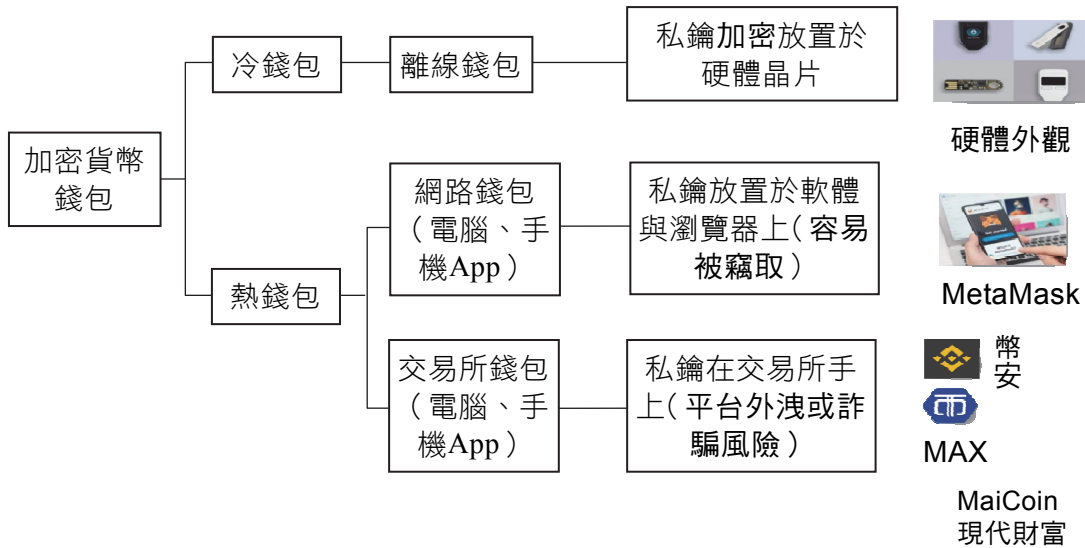 加密貨幣
錢包
冷錢包
離線錢包
私鑰加密放置於
硬體晶片
硬體外觀
熱錢包
網路錢包
（電腦、手
機App）
私鑰放置於軟體
與瀏覽器上（容易
被竊取）
MetaMask
交易所錢包
（電腦、手
機App）
私鑰在交易所手
上（平台外洩或詐
騙風險）
幣
安
MAX
MaiCoin
現代財富